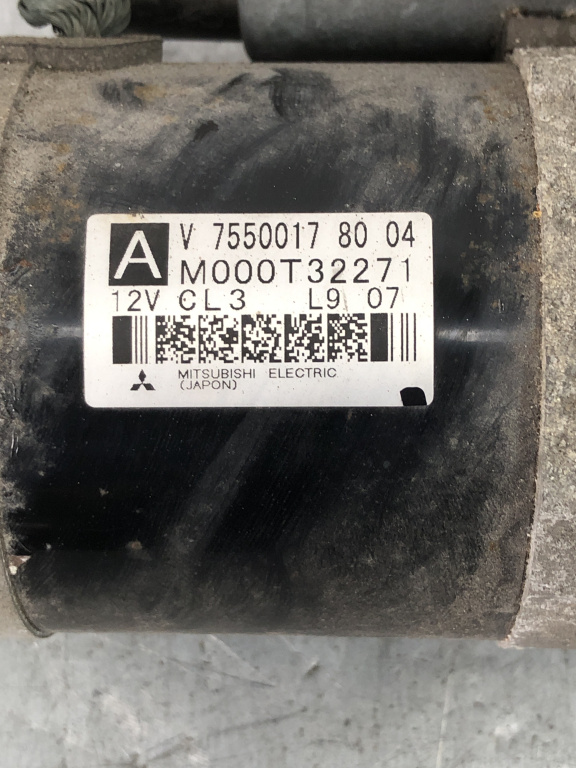 A
V 7550017 80 04
M000T32271
12V CL3 L9 07
MITSUBISHI ELECTRIC
(JAPON)